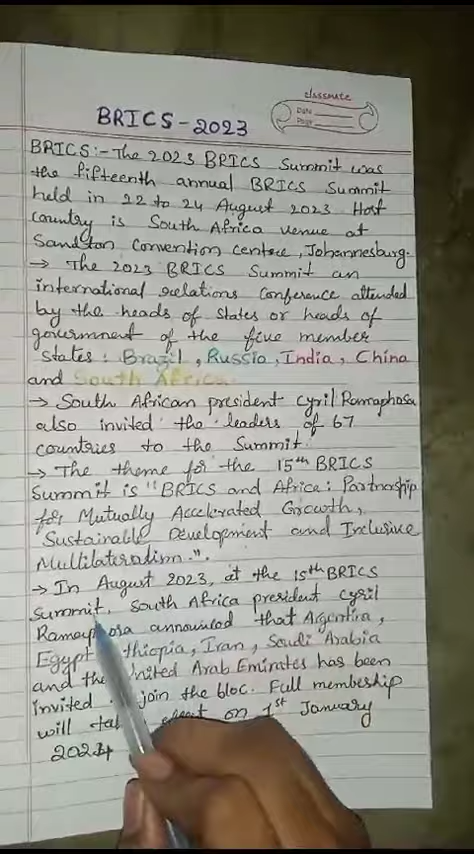 classmate
Date
Page
BRICS-2023
BRICS:- The 2023 BRICS Summit was
the fifteenth annual BRICS Summit
held in 22 to 24 August 2023 Host
country is South Africa venue at
Sandton Convention centre, Johannesburg.
→ The 2023 BRICS Summit an
international relations conference attended
by the heads of states or heads of
government of the five member
states: Brazil, Russia, India, China
and South Africa.
→ South African president Cyril Ramaphosa
also invited the leaders of 67
countries to the Summit.
→ The theme for the 15th BRICS
Summit is "BRICS and Africa: Partnership
for Mutually Accelerated Growth,
Sustainable Development and Inclusive
Multilateralism.".
→ In August 2023, at the 15th BRICS
Summit, South Africa president Cyril
Ramaphosa announced that Argentina,
Egypt thiopia, Iran, Saudi Arabia
and the United Arab Emirates has been
invited join the bloc. Full membership
will effect on 1st January
2024